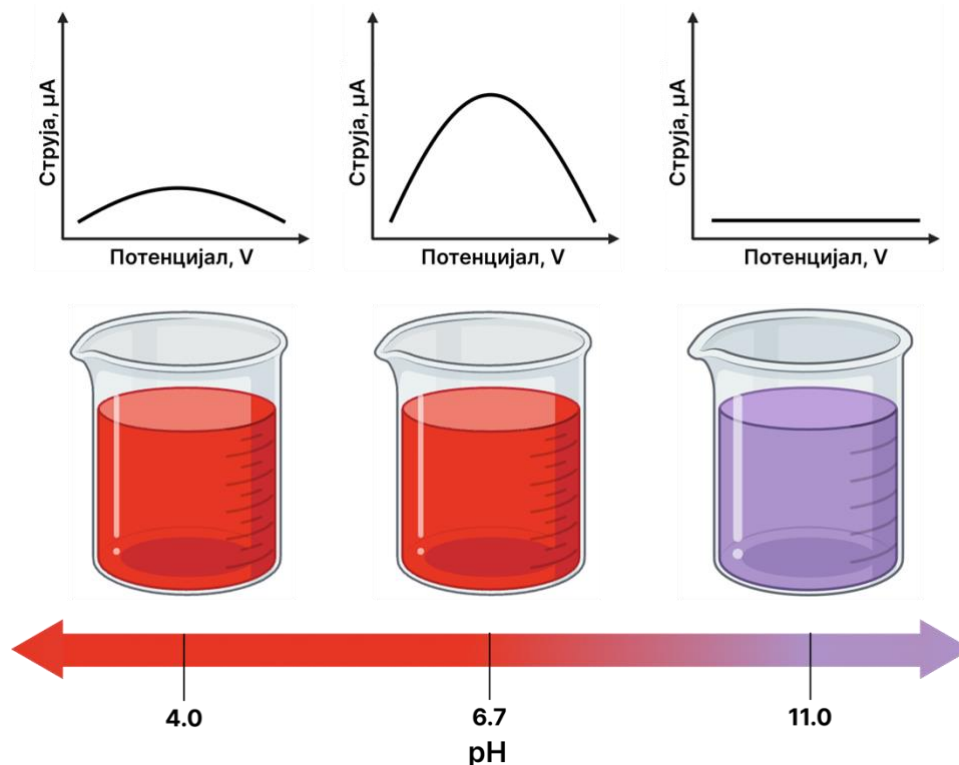 Струја, μA
Потенцијал, V
Струја, μA
Потенцијал, V
Струја, μA
Потенцијал, V
4.0
6.7
11.0
pH